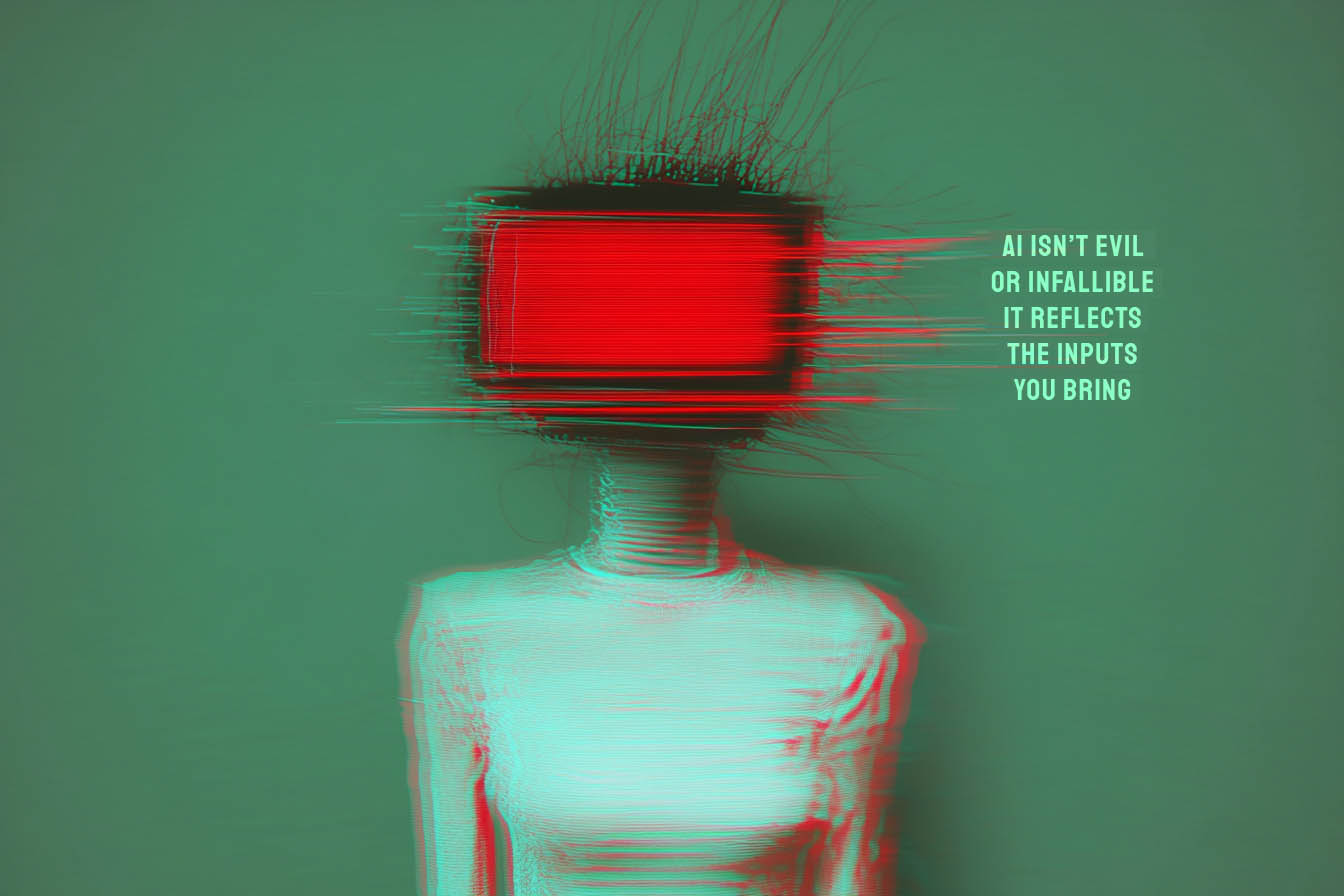 AI ISN’T EVIL
OR INFALLIBLE
IT REFLECTS
THE INPUTS
YOU BRING